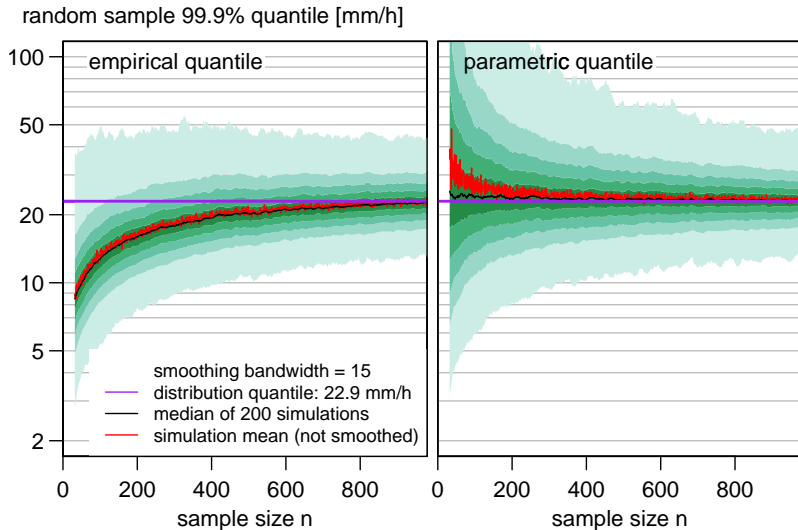 random sample 99.9% quantile [mm/h]
empirical quantile
parametric quantile
100
50
20
10
5
2
smoothing bandwidth = 15
distribution quantile: 22.9 mm/h
median of 200 simulations
simulation mean (not smoothed)
0 200 400 600 800 0 200 400 600 800
sample size n sample size n